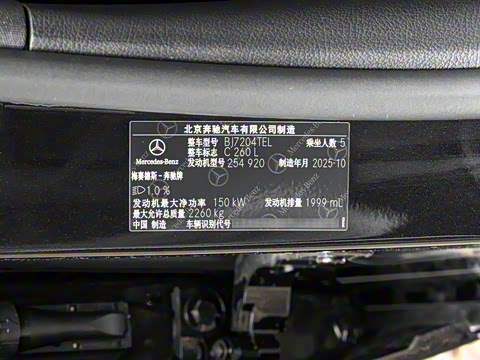 北京奔驰汽车有限公司制造
整车型号 BJ7204TEL 乘坐人数 5
整车标志 C 260 L
Mercedes-Benz 发动机型号 254 920 制造年月 2025-10
梅赛德斯-奔驰牌
1,0 %
发动机最大净功率 150 kW 发动机排量 1999 mL
最大允许总质量 2260 kg
中国 制造 车辆识别代号